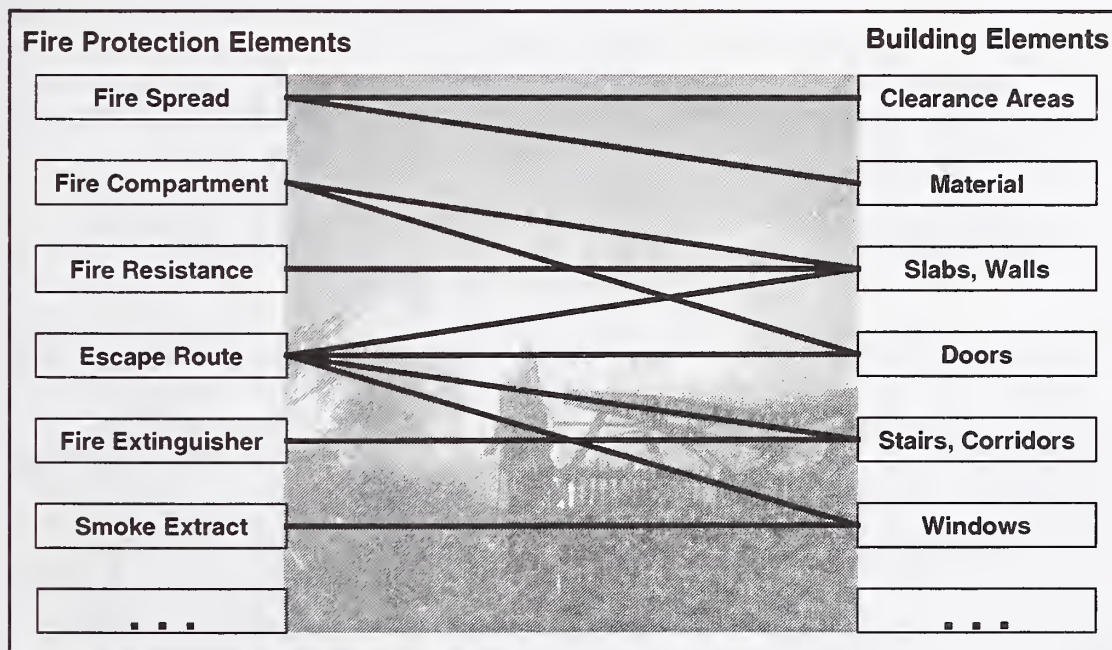 Fire Protection Elements
Building Elements
Fire Spread
Clearance Areas
Fire Compartment
Material
Fire Resistance
Slabs, Walls
Escape Route
Doors
Fire Extinguisher
Stairs, Corridors
Smoke Extract
Windows
. . .
. . .